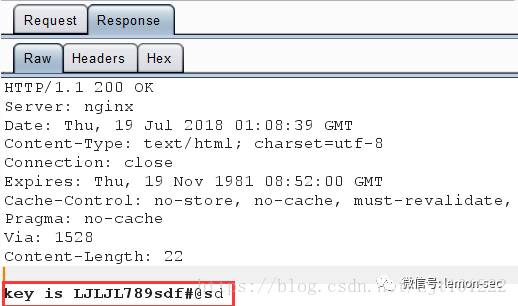 Request Response
Raw Headers Hex
HTTP/1.1 200 OK
Server: nginx
Date: Thu, 19 Jul 2018 01:08:39 GMT
Content-Type: text/html; charset=utf-8
Connection: close
Expires: Thu, 19 Nov 1981 08:52:00 GMT
Cache-Control: no-store, no-cache, must-revalidate,
Pragma: no-cache
Via: 1528
Content-Length: 22
key is LJLJL789sdf#@sd
https://blog.csdn.net/
微信号: lemon-sec